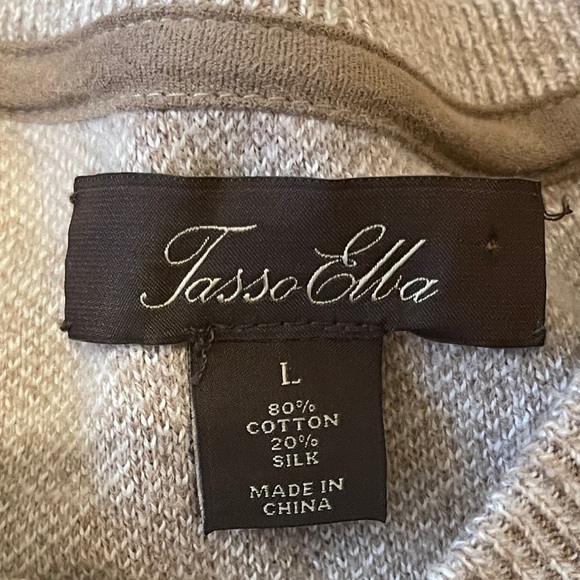 Tasso Elba
L
80%
COTTON
20%
SILK
MADE IN
CHINA